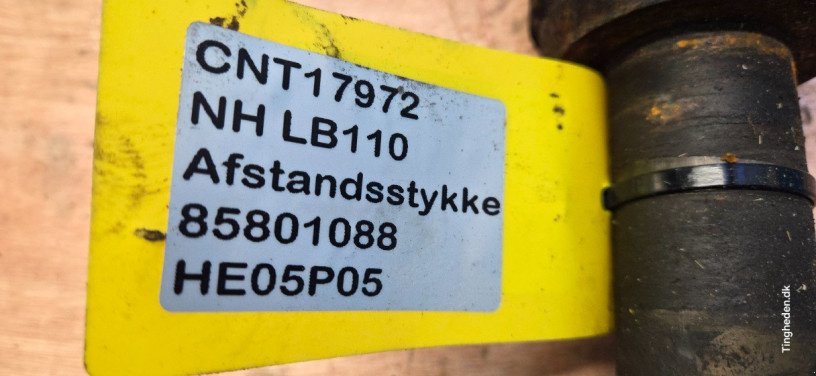 CNT17972
NH LB110
Afstandsstykke
85801088
HE05P05
Tingheden.dk